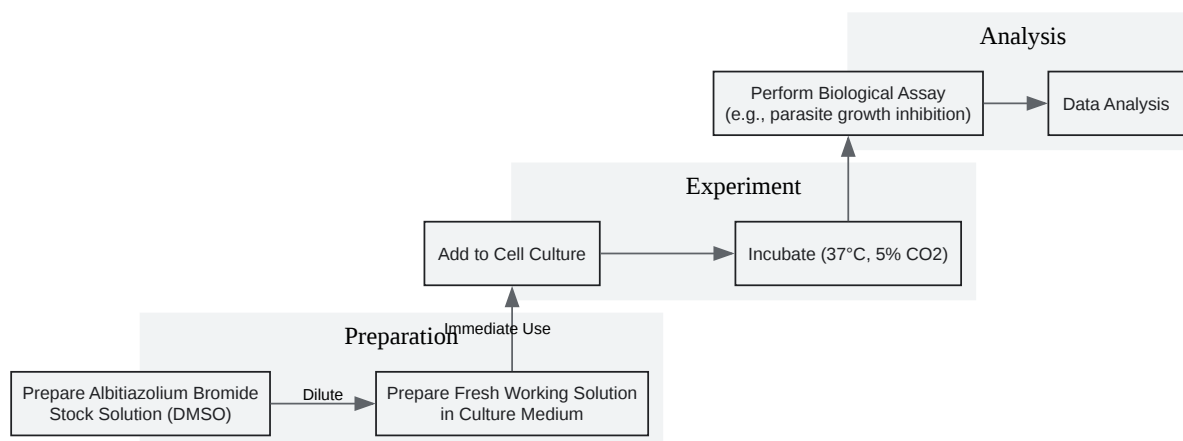 Analysis
Perform Biological Assay
(e.g., parasite growth inhibition)
Data Analysis
Experiment
Add to Cell Culture
Incubate (37°C, 5% CO2)
Preparation
Immediate Use
Prepare Albitiazolium Bromide
Stock Solution (DMSO)
Dilute
Prepare Fresh Working Solution
in Culture Medium